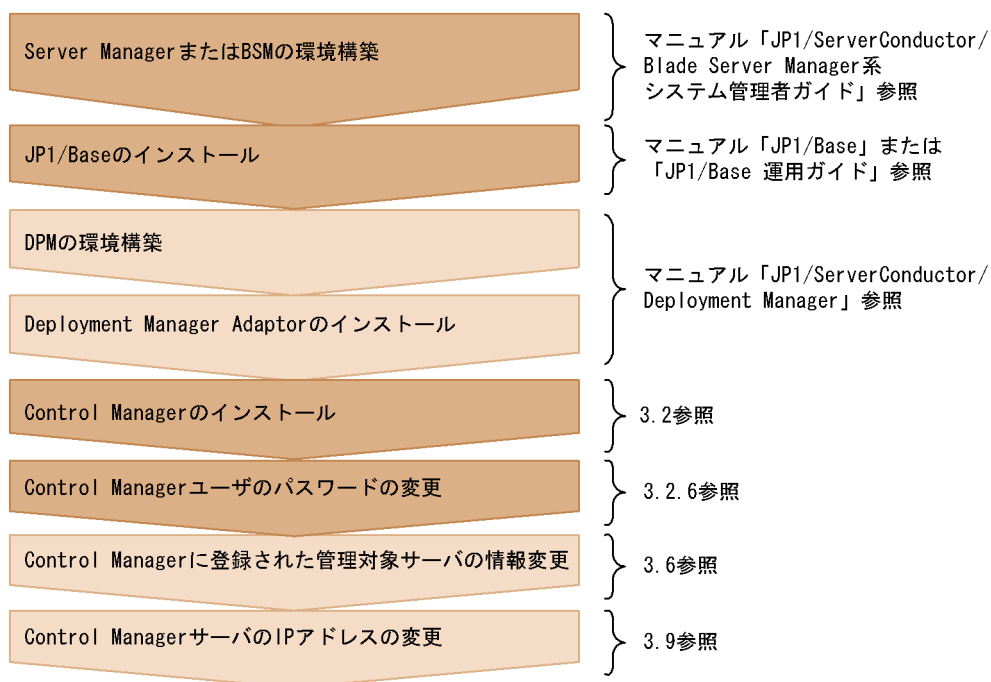 Server ManagerまたはBSMの環境構築
マニュアル「JP1/ServerConductor/
Blade Server Manager系
システム管理者ガイド」参照
JP1/Baseのインストール
マニュアル「JP1/Base」または
「JP1/Base 運用ガイド」参照
DPMの環境構築
Deployment Manager Adaptorのインストール
マニュアル「JP1/ServerConductor/
Deployment Manager」参照
Control Managerのインストール
3.2参照
Control Managerユーザのパスワードの変更
3.2.6参照
Control Managerに登録された管理対象サーバの情報変更
3.6参照
Control ManagerサーバのIPアドレスの変更
3.9参照